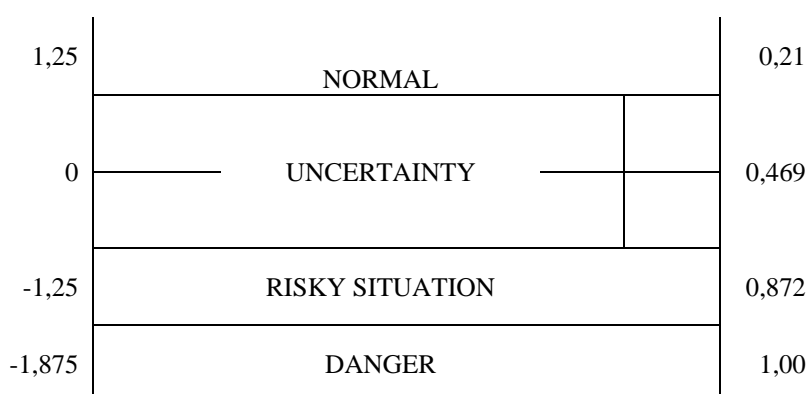 1,25 0,21
NORMAL
0 UNCERTAINTY 0,469
-1,25 RISKY SITUATION 0,872
-1,875 DANGER 1,00